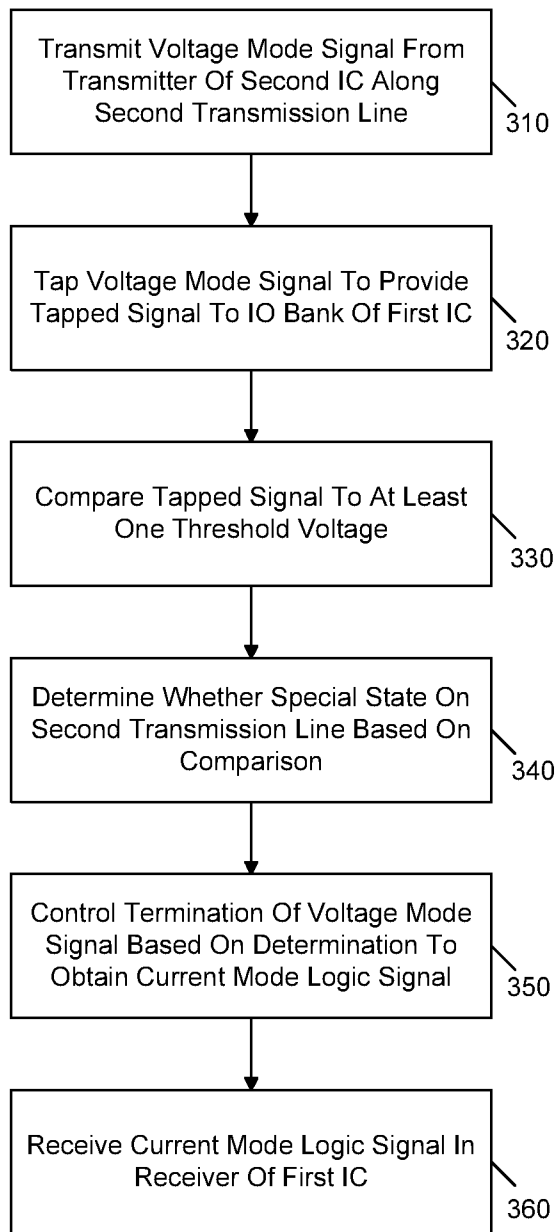 Transmit Voltage Mode Signal From
Transmitter Of Second IC Along
Second Transmission Line
310
Tap Voltage Mode Signal To Provide
Tapped Signal To IO Bank Of First IC
320
Compare Tapped Signal To At Least
One Threshold Voltage
330
Determine Whether Special State On
Second Transmission Line Based On
Comparison
340
Control Termination Of Voltage Mode
Signal Based On Determination To
Obtain Current Mode Logic Signal
350
Receive Current Mode Logic Signal In
Receiver Of First IC
360